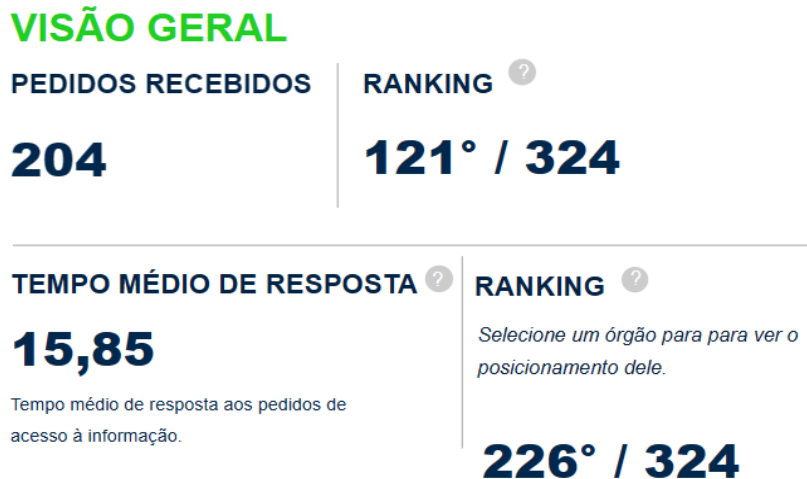 VISÃO GERAL
PEDIDOS RECEBIDOS
204
RANKING ?
121° / 324
TEMPO MÉDIO DE RESPOSTA ?
15,85
Tempo médio de resposta aos pedidos de
acesso à informação.
RANKING ?
Selecione um órgão para para ver o
posicionamento dele.
226° / 324